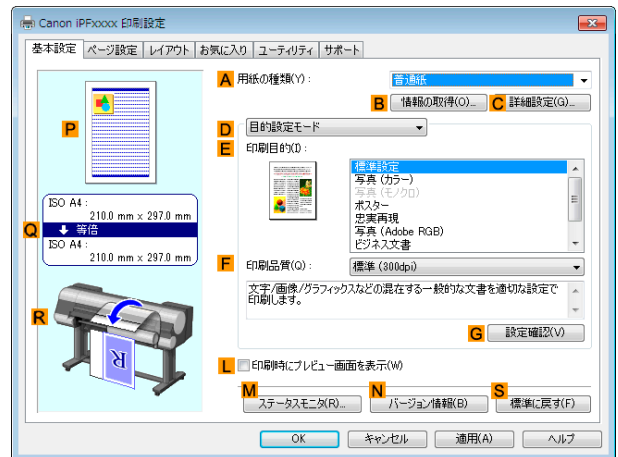 Canon iPFxxxx 印刷設定
基本設定 ページ設定 レイアウト お気に入り ユーティリティ サポート
A 用紙の種類(Y): 普通紙
B 情報の取得(O)... C 詳細設定(G)...
P
D 目的設定モード
E 印刷目的(I):
標準設定
写真 (カラー)
写真 (モノクロ)
ポスター
忠実再現
写真 (Adobe RGB)
ビジネス文書
ISO A4 :
210.0 mm x 297.0 mm
Q 等倍
ISO A4 :
210.0 mm x 297.0 mm
F 印刷品質(Q): 標準 (300dpi)
文字/画像/グラフィックスなどの混在する一般的な文書を適切な設定で
印刷します。
R
G 設定確認(V)
L 印刷時にプレビュー画面を表示(W)
M ステータスモニタ(R)... N バージョン情報(B) S 標準に戻す(F)
OK キャンセル 適用(A) ヘルプ